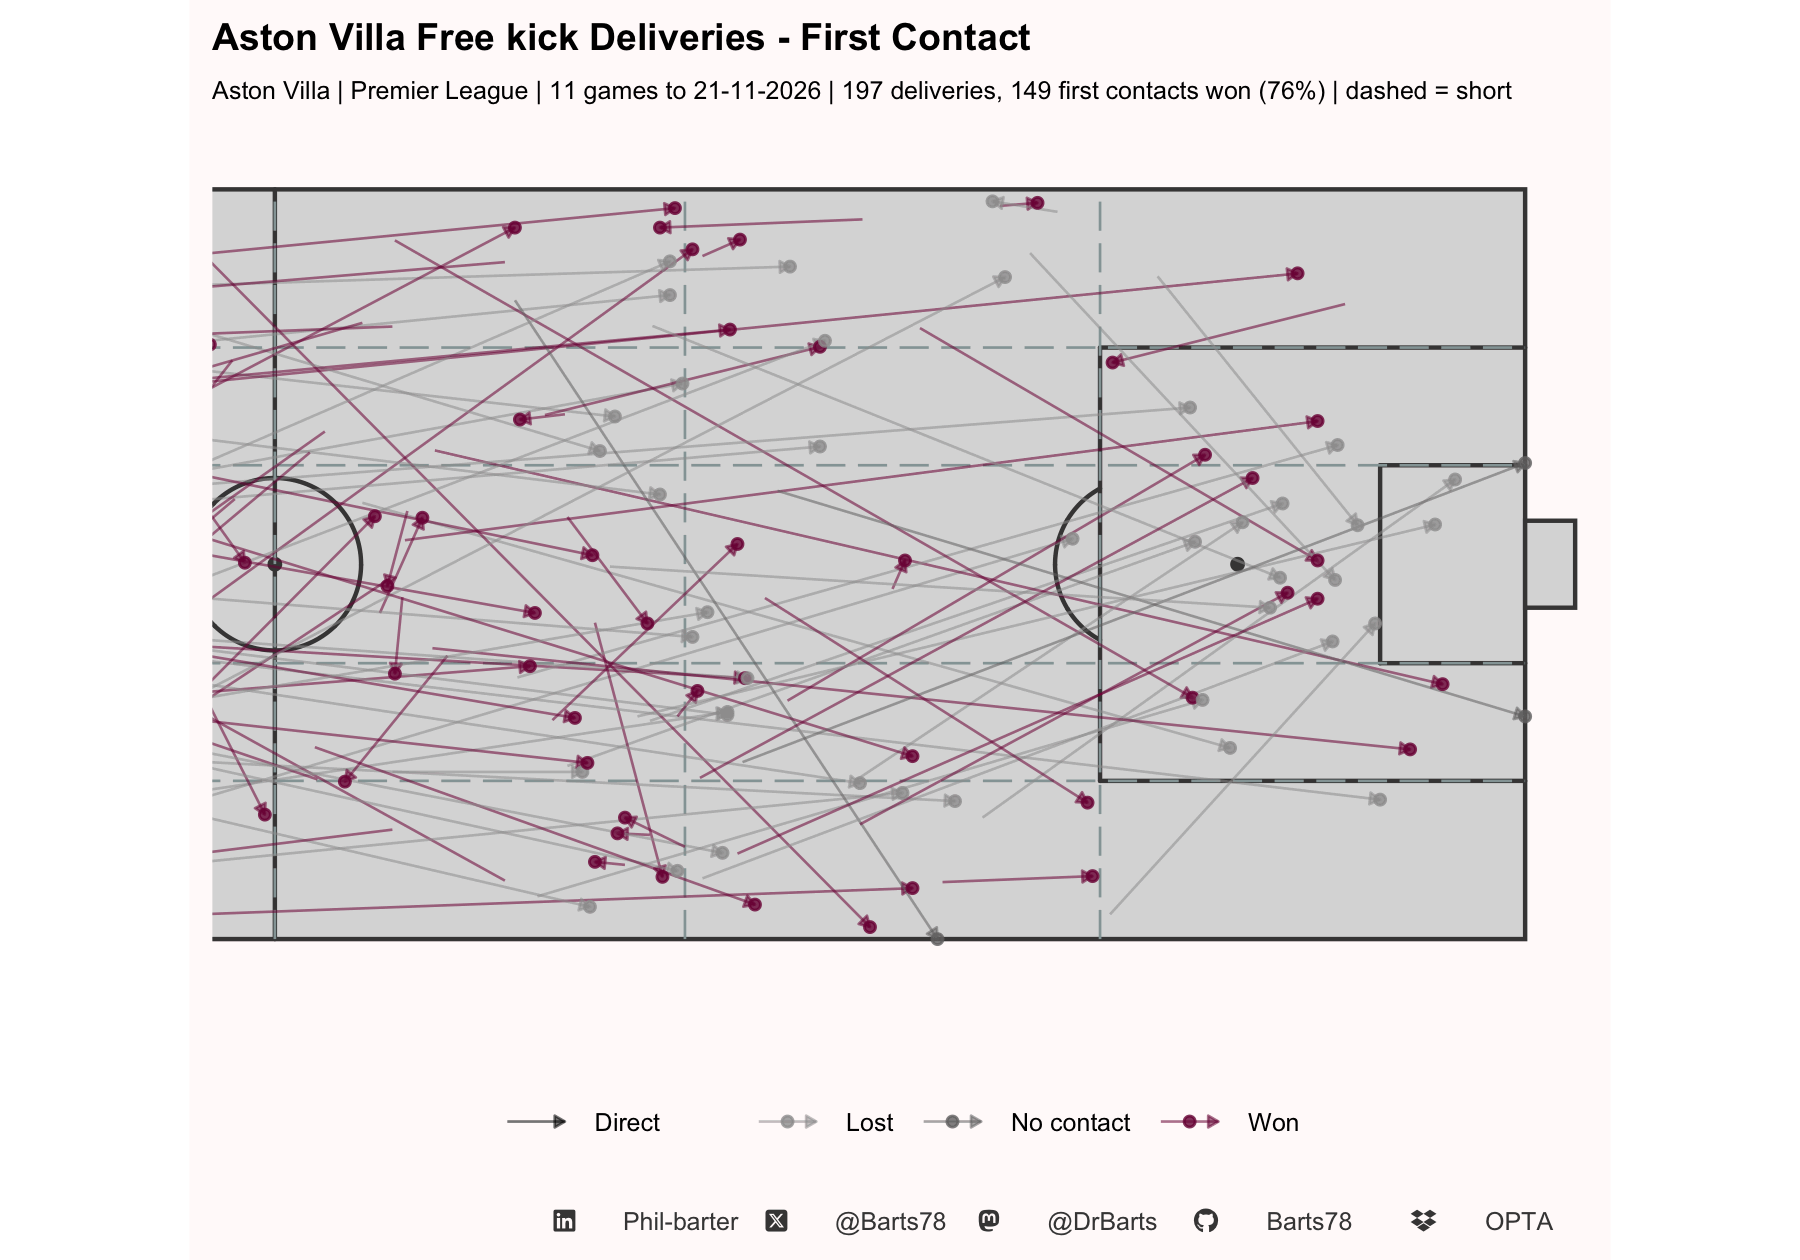 Aston Villa Free kick Deliveries - First Contact
Aston Villa | Premier League | 11 games to 21-11-2026 | 197 deliveries, 149 first contacts won (76%) | dashed = short
Direct Lost No contact Won
Phil-barter @Barts78 @DrBarts Barts78 OPTA